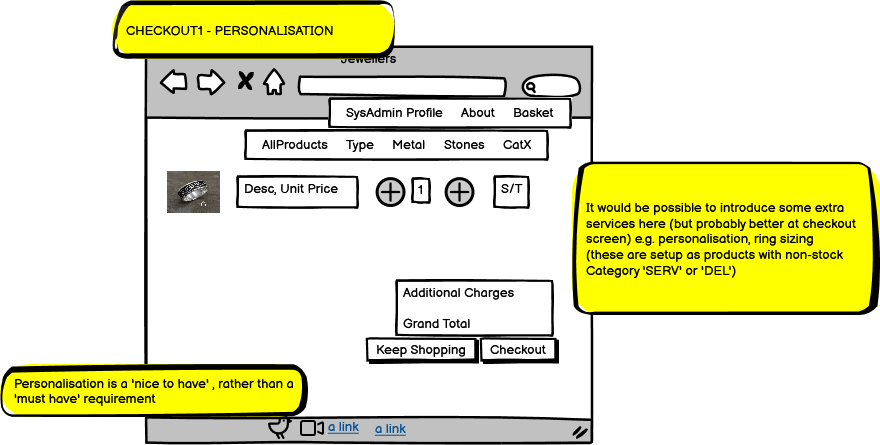 CHECKOUT1 - PERSONALISATION
Jewellers
SysAdmin Profile About Basket
AllProducts Type Metal Stones CatX
Desc, Unit Price 1 S/T
It would be possible to introduce some extra
services here (but probably better at checkout
screen) e.g. personalisation, ring sizing
(these are setup as products with non-stock
Category 'SERV' or 'DEL')
Additional Charges
Grand Total
Keep Shopping Checkout
Personalisation is a 'nice to have' , rather than a
'must have' requirement
a link a link